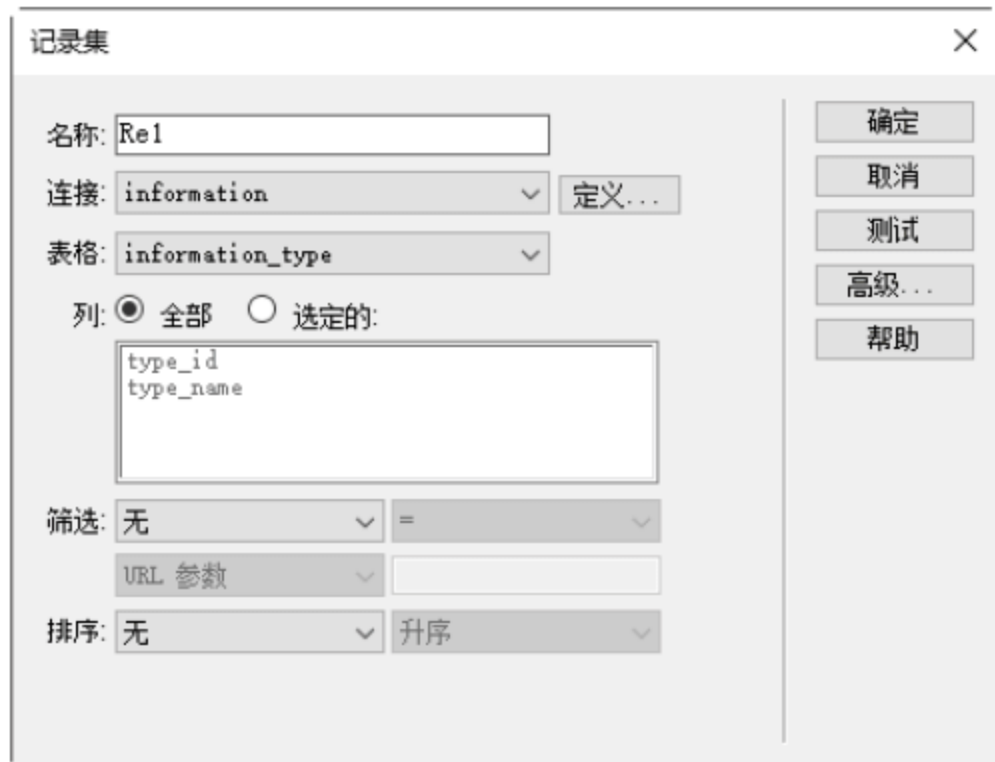 记录集
名称: Re1
连接: information 定义...
表格: information_type
列: 全部 选定的:
type_id
type_name
筛选: 无 =
URL 参数
排序: 无 升序
确定
取消
测试
高级...
帮助